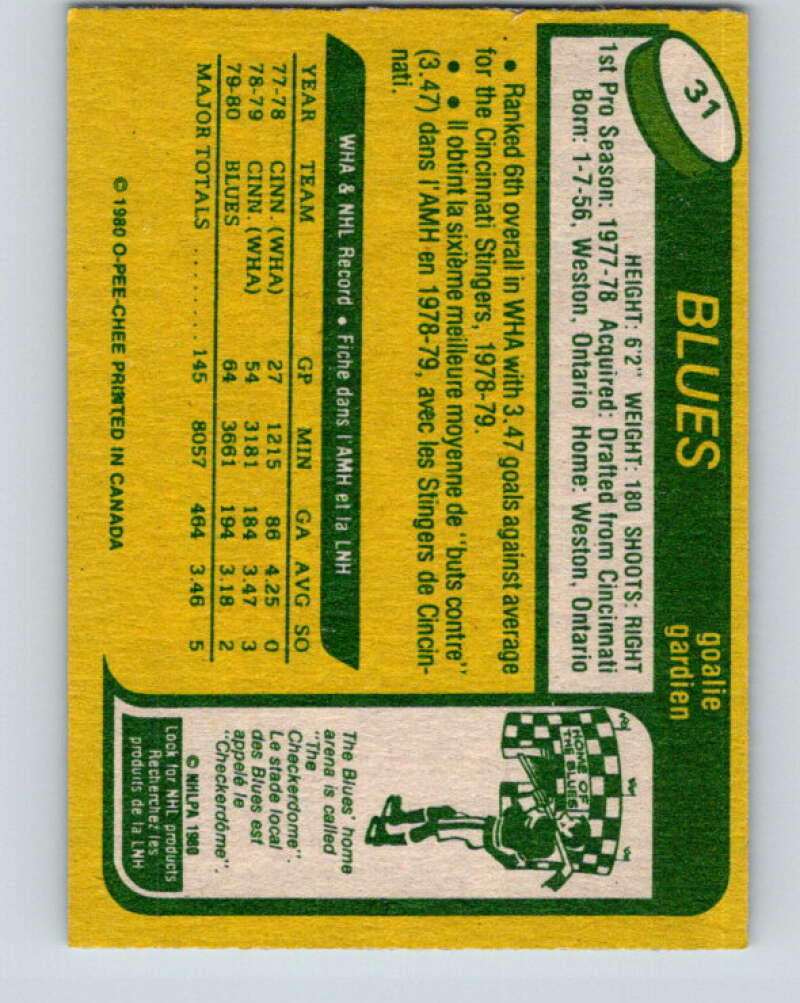 31
BLUES
goalie
gardien
HEIGHT: 6'2" WEIGHT: 180 SHOOTS: RIGHT
1st Pro Season: 1977-78 Acquired: Drafted from Cincinnati
Born: 1-7-56, Weston, Ontario Home: Weston, Ontario
• Ranked 6th overall in WHA with 3.47 goals against average
for the Cincinnati Stingers, 1978-79.
• • Il obtint la sixième meilleure moyenne de "buts contre"
(3.47) dans l'AMH en 1978-79, avec les Stingers de Cincin-
nati.
WHA & NHL Record • Fiche dans l'AMH et la LNH
YEAR TEAM GP MIN GA AVG SO
77-78 CINN. (WHA) 27 1215 86 4.25 0
78-79 CINN. (WHA) 54 3181 184 3.47 3
79-80 BLUES 64 3661 194 3.18 2
MAJOR TOTALS ........ 145 8057 464 3.46 5
© 1980 O-PEE-CHEE PRINTED IN CANADA
HOME OF
THE BLUES
The Blues' home
arena is called
"The
Checkerdome".
Le stade local
des Blues est
appelé le
"Checkerdôme".
© NHLPA 1980
Look for NHL products
Recherchez les
produits de la LNH